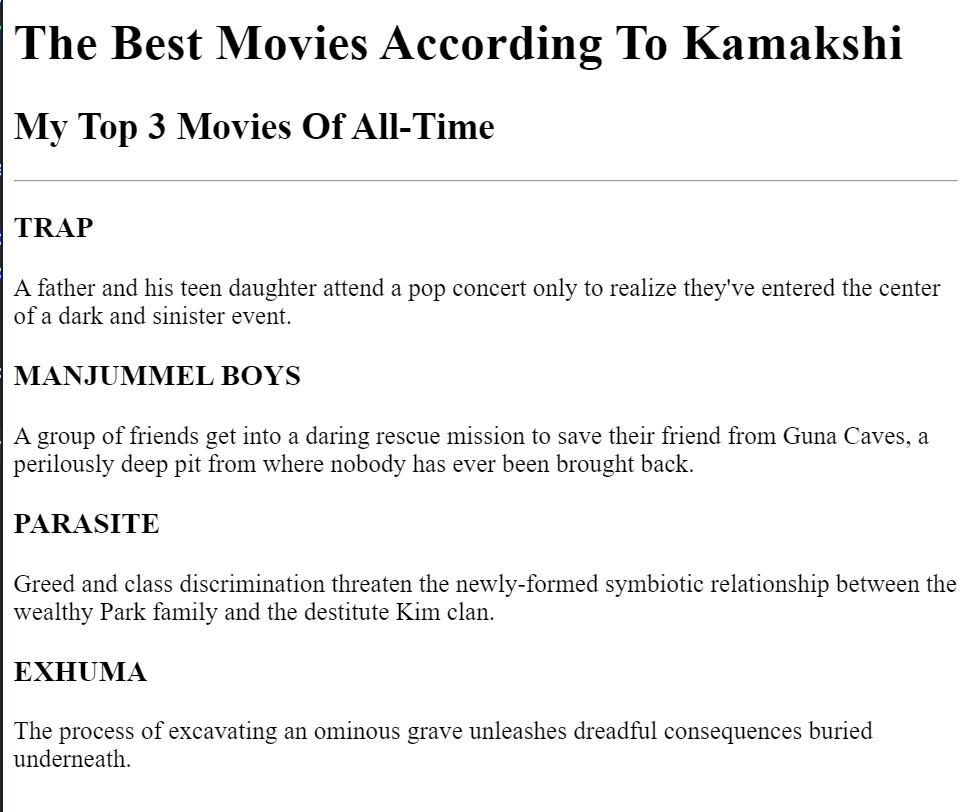 The Best Movies According To Kamakshi
My Top 3 Movies Of All-Time
TRAP
A father and his teen daughter attend a pop concert only to realize they've entered the center
of a dark and sinister event.
MANJUMMEL BOYS
A group of friends get into a daring rescue mission to save their friend from Guna Caves, a
perilously deep pit from where nobody has ever been brought back.
PARASITE
Greed and class discrimination threaten the newly-formed symbiotic relationship between the
wealthy Park family and the destitute Kim clan.
EXHUMA
The process of excavating an ominous grave unleashes dreadful consequences buried
underneath.